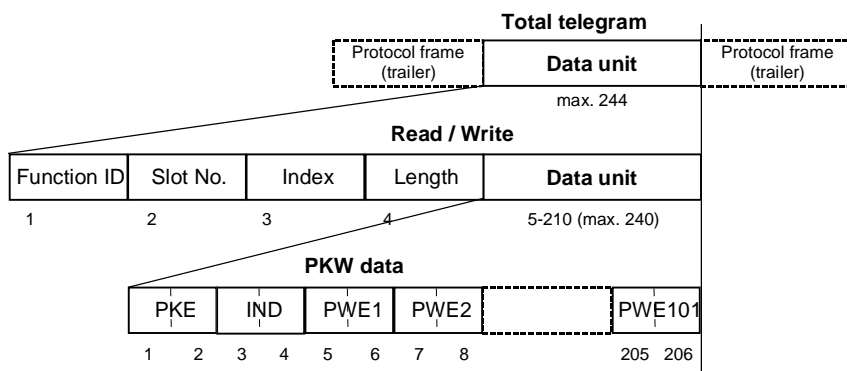 Total telegram
Protocol frame
(trailer)
Data unit
Protocol frame
(trailer)
max. 244
Read / Write
Function ID
Slot No.
Index
Length
Data unit
1 2 3 4 5-210 (max. 240)
PKW data
PKE
IND
PWE1
PWE2
PWE101
1 2 3 4 5 6 7 8 205 206